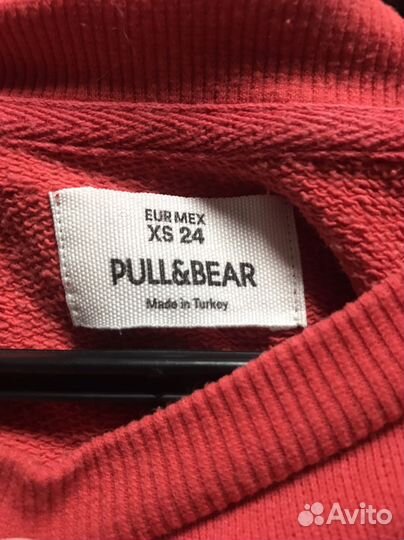 EUR MEX
XS 24
PULL&BEAR
Made in Turkey
Avito